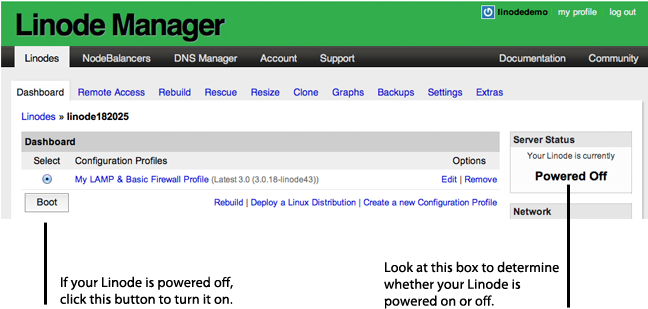 Linode Manager
linodedemo my profile log out
Linodes NodeBalancers DNS Manager Account Support Documentation Community
Dashboard Remote Access Rebuild Rescue Resize Clone Graphs Backups Settings Extras
Linodes » linode182025
Dashboard
Select Configuration Profiles Options
My LAMP & Basic Firewall Profile (Latest 3.0 (3.0.18-linode43)) Edit | Remove
Boot Rebuild | Deploy a Linux Distribution | Create a new Configuration Profile
Server Status
Your Linode is currently
Powered Off
Network
If your Linode is powered off,
click this button to turn it on.
Look at this box to determine
whether your Linode is
powered on or off.